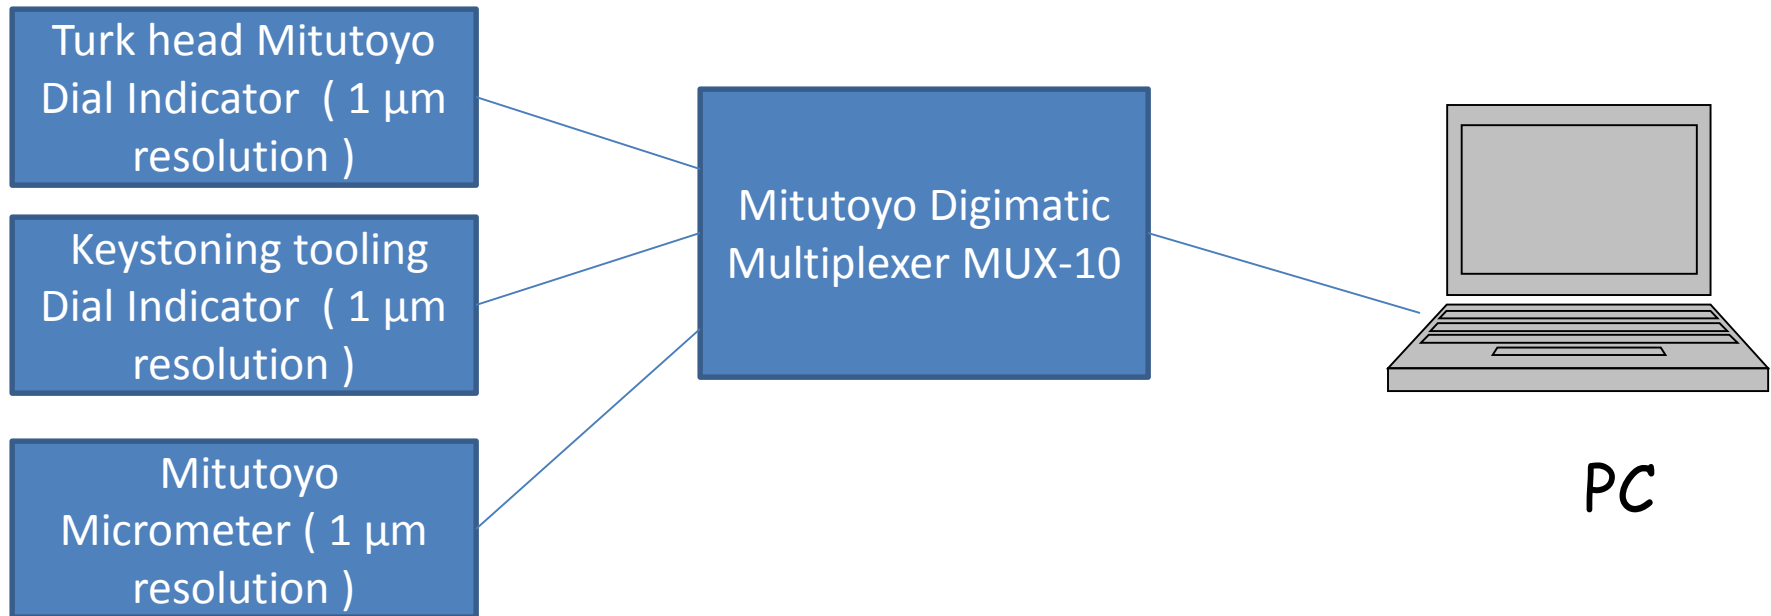 Turk head Mitutoyo
Dial Indicator ( 1 µm
resolution )
Keystoning tooling
Dial Indicator ( 1 µm
resolution )
Mitutoyo
Micrometer ( 1 µm
resolution )
Mitutoyo Digimatic
Multiplexer MUX-10
PC